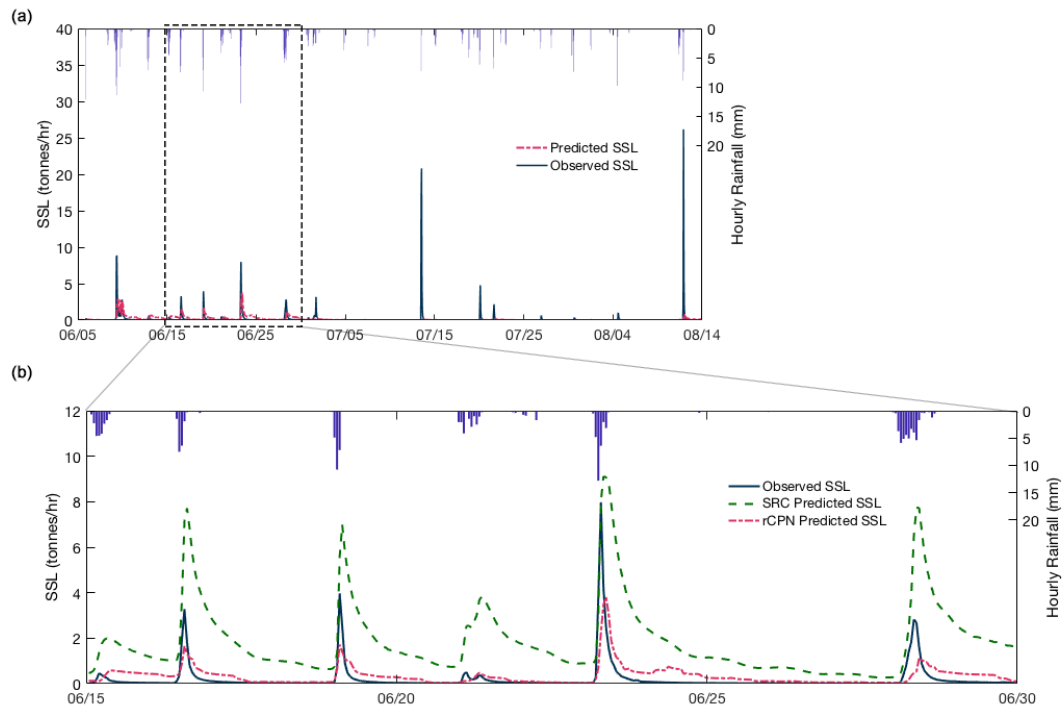 (a)
40
35
30
25
20
15
10
5
0
SSL (tonnes/hr)
0
5
10
15
20
Hourly Rainfall (mm)
Predicted SSL
Observed SSL
06/05 06/15 06/25 07/05 07/15 07/25 08/04 08/14
(b)
12
10
8
6
4
2
0
SSL (tonnes/hr)
0
5
10
15
20
Hourly Rainfall (mm)
Observed SSL
SRC Predicted SSL
rCPN Predicted SSL
06/15 06/20 06/25 06/30